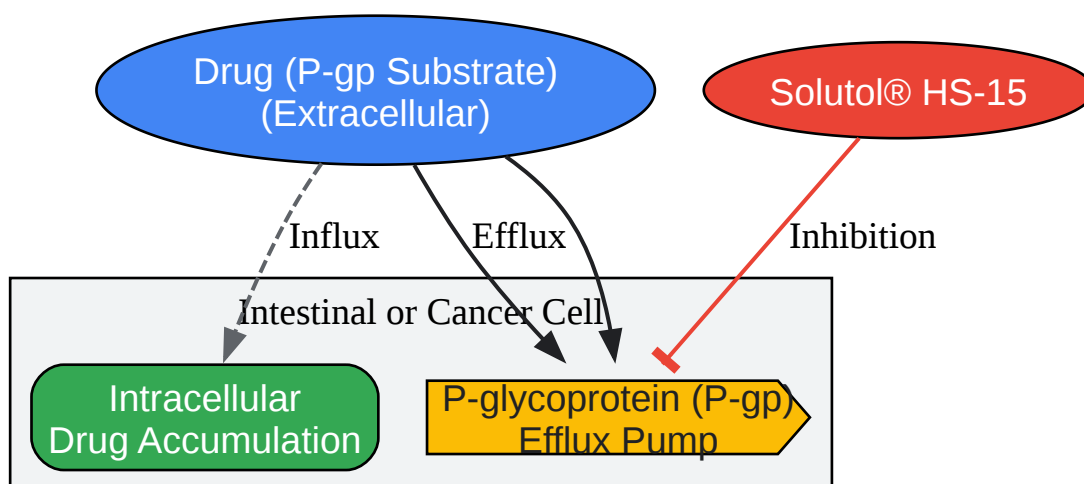 Drug (P-gp Substrate)
(Extracellular)
Solutol® HS-15
Influx
Efflux
Inhibition
Intestinal or Cancer Cell
Intracellular
Drug Accumulation
P-glycoprotein (P-gp)
Efflux Pump